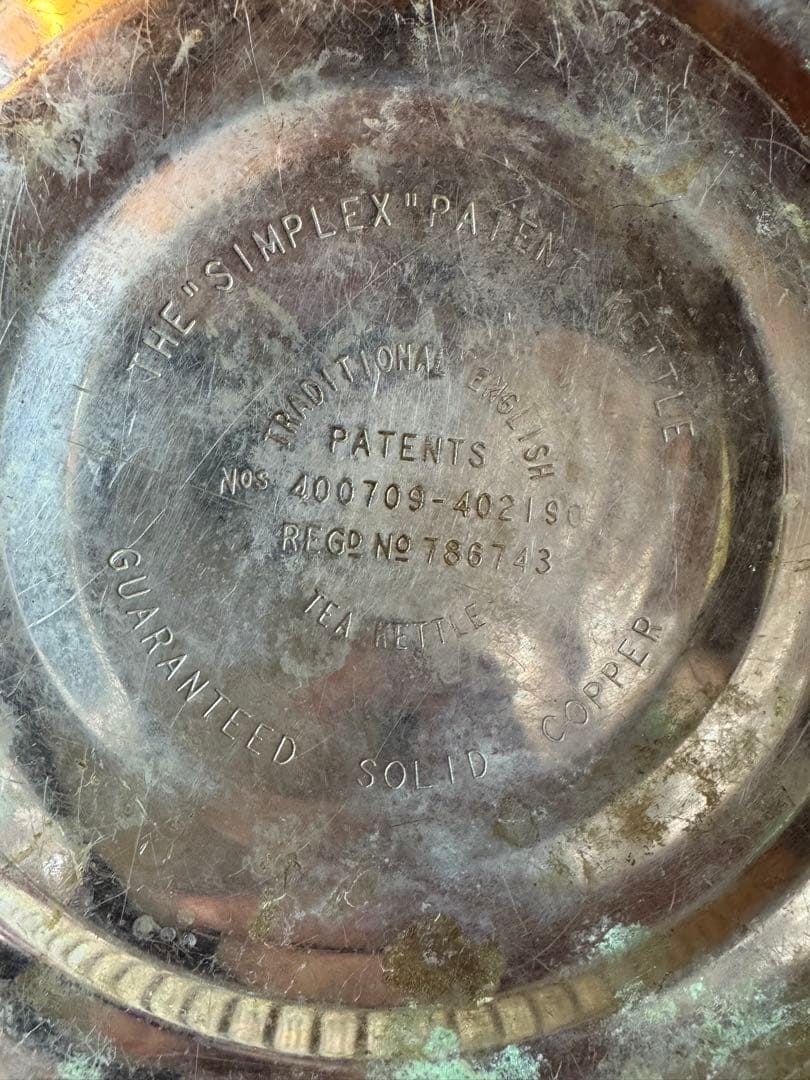 THE "SIMPLEX" PATENT KETTLE
TRADITIONAL ENGLISH
PATENTS
Nos 400709-402190
REGD No 786743
TEA KETTLE
GUARANTEED SOLID COPPER